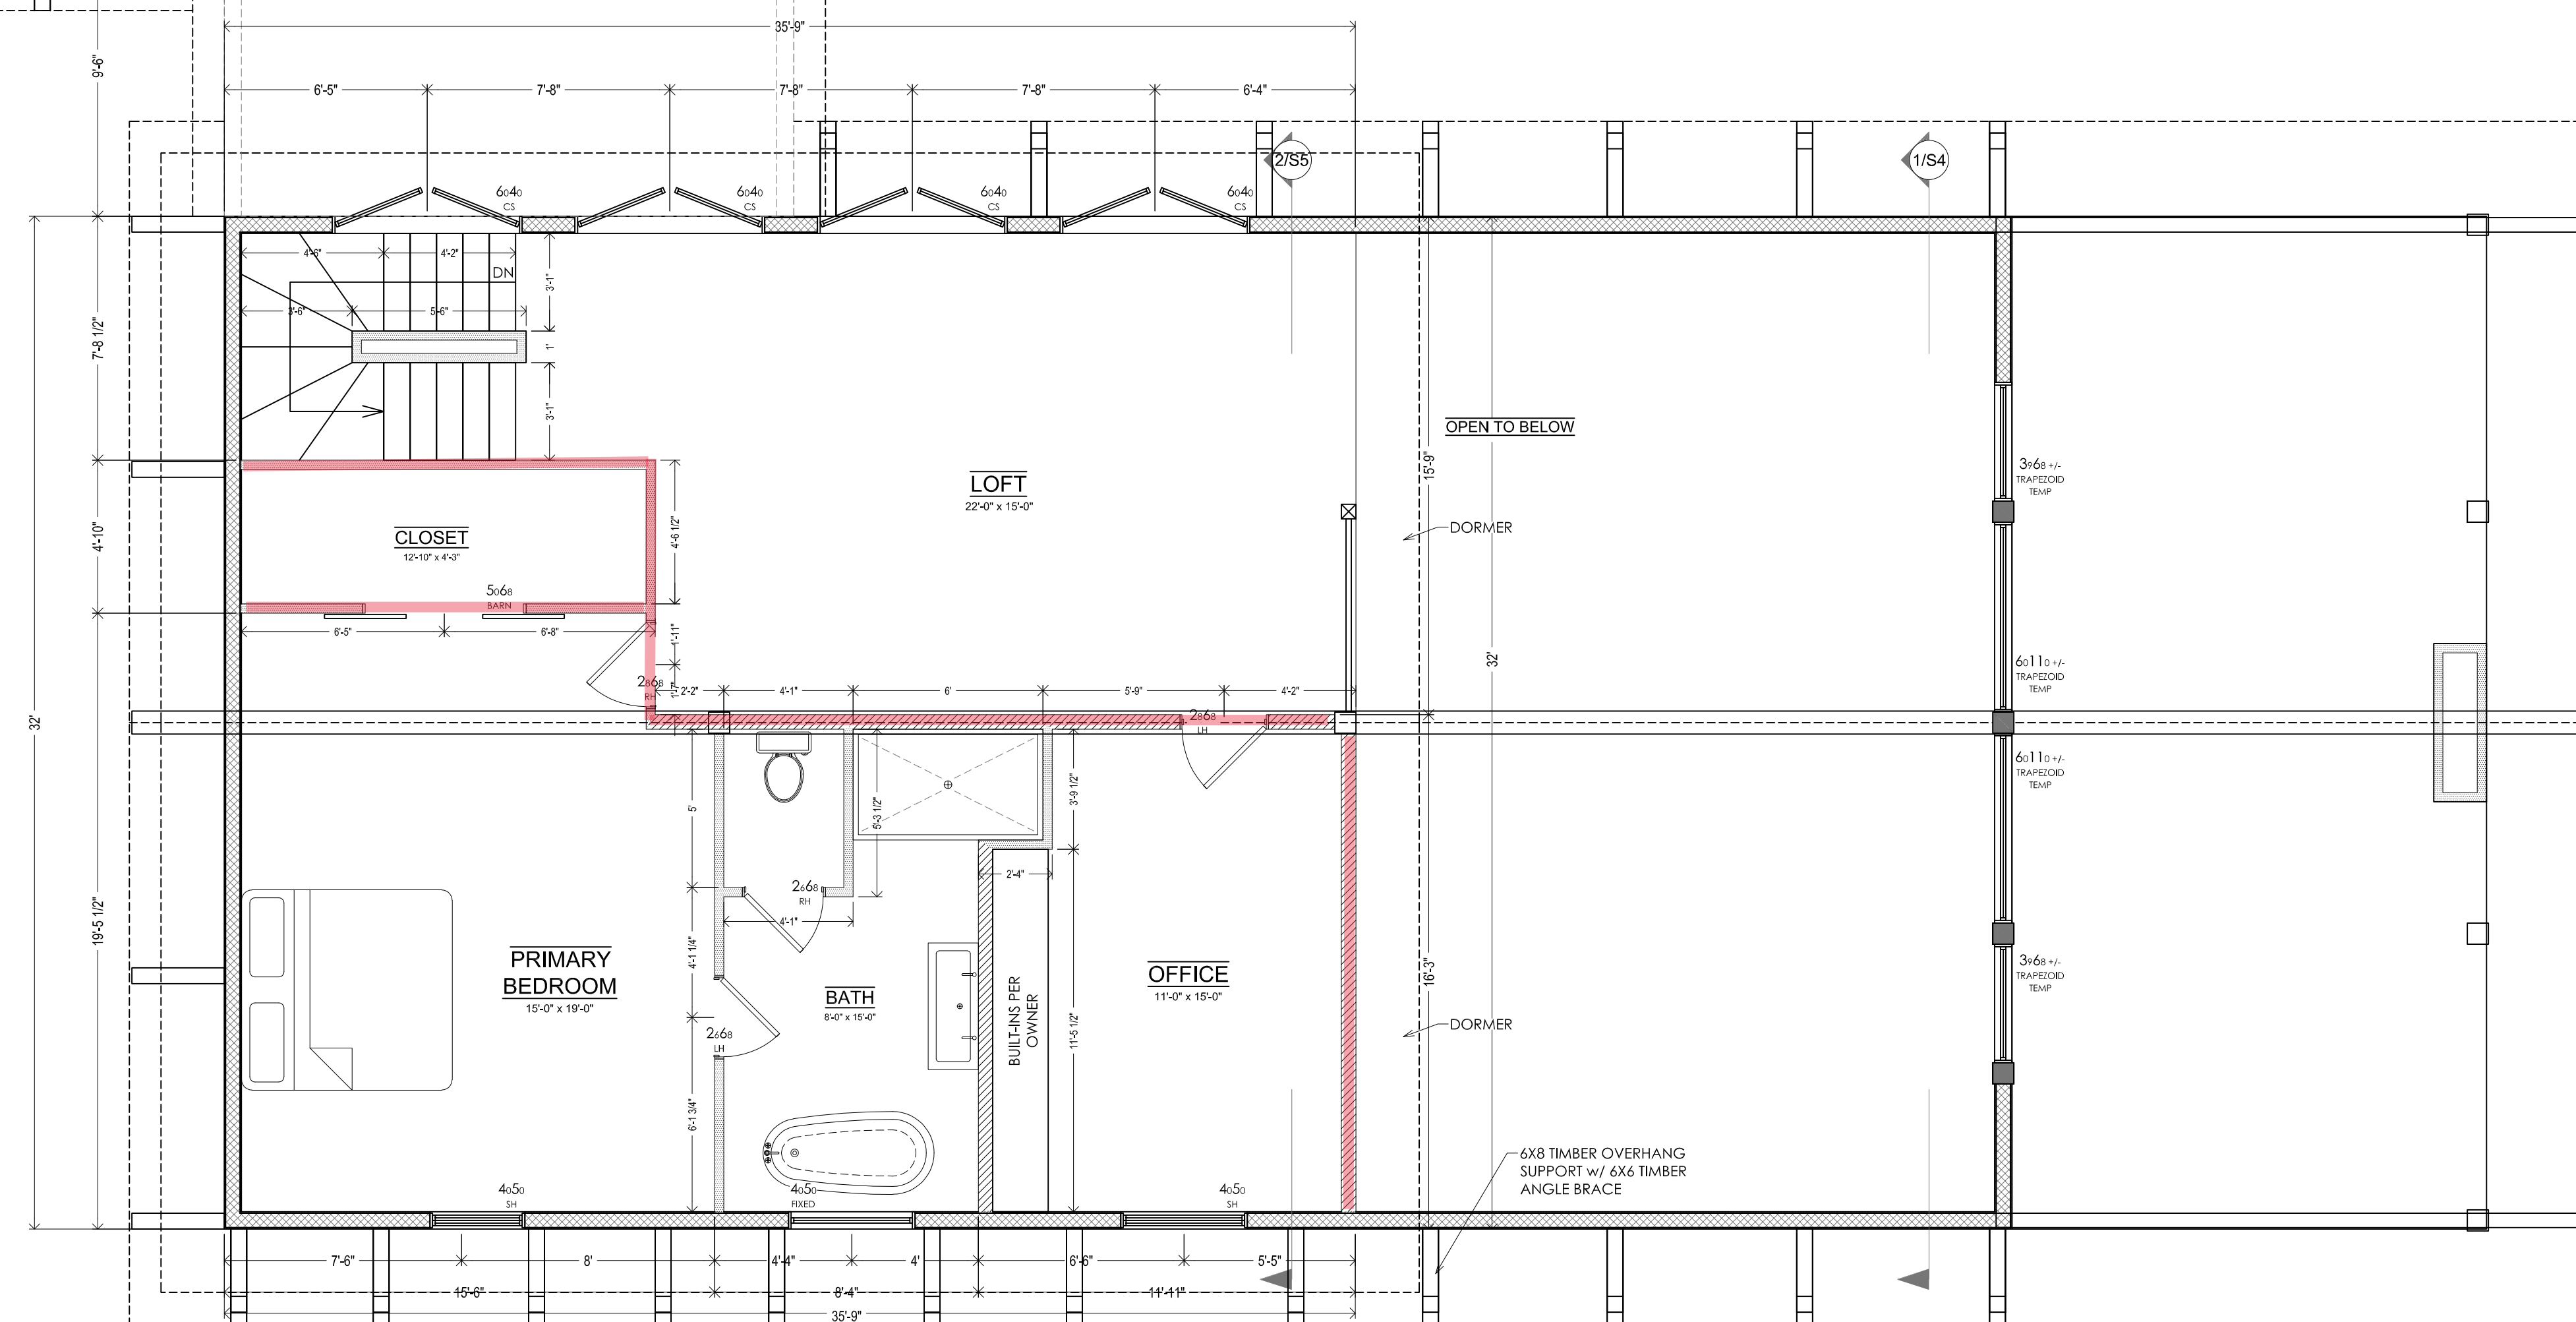 35'-9"
9'-6"
6'-5"
7'-8"
7'-8"
7'-8"
6'-4"
2/S5
1/S4
6040
CS
6040
CS
6040
CS
6040
CS
4'-6"
4'-2"
DN
3'-1"
3'-6"
5'-6"
1'
7'-8 1/2"
3'-1"
OPEN TO BELOW
15'-9"
3968 +/-
TRAPEZOID
TEMP
LOFT
22'-0" x 15'-0"
CLOSET
12'-10" x 4'-3"
4'-10"
4'-6 1/2"
DORMER
5068
BARN
6'-5"
6'-8"
1'-11"
32'
32'
60110 +/-
TRAPEZOID
TEMP
2868
RH
1'-7"
2'-2"
4'-1"
6'
5'-9"
4'-2"
2868
LH
60110 +/-
TRAPEZOID
TEMP
5'
5'-3 1/2"
3'-9 1/2"
2'-4"
2668
RH
4'-1"
19'-5 1/2"
4'-1 1/4"
PRIMARY
BEDROOM
15'-0" x 19'-0"
BATH
8'-0" x 15'-0"
BUILT-INS PER
OWNER
11'-5 1/2"
OFFICE
11'-0" x 15'-0"
16'-3"
3968 +/-
TRAPEZOID
TEMP
DORMER
2668
LH
6'-1 3/4"
6X8 TIMBER OVERHANG
SUPPORT w/ 6X6 TIMBER
ANGLE BRACE
4050
SH
4050
FIXED
4050
SH
7'-6"
8'
4'-4"
4'
6'-6"
5'-5"
15'-6"
8'-4"
11'-11"
35'-9"